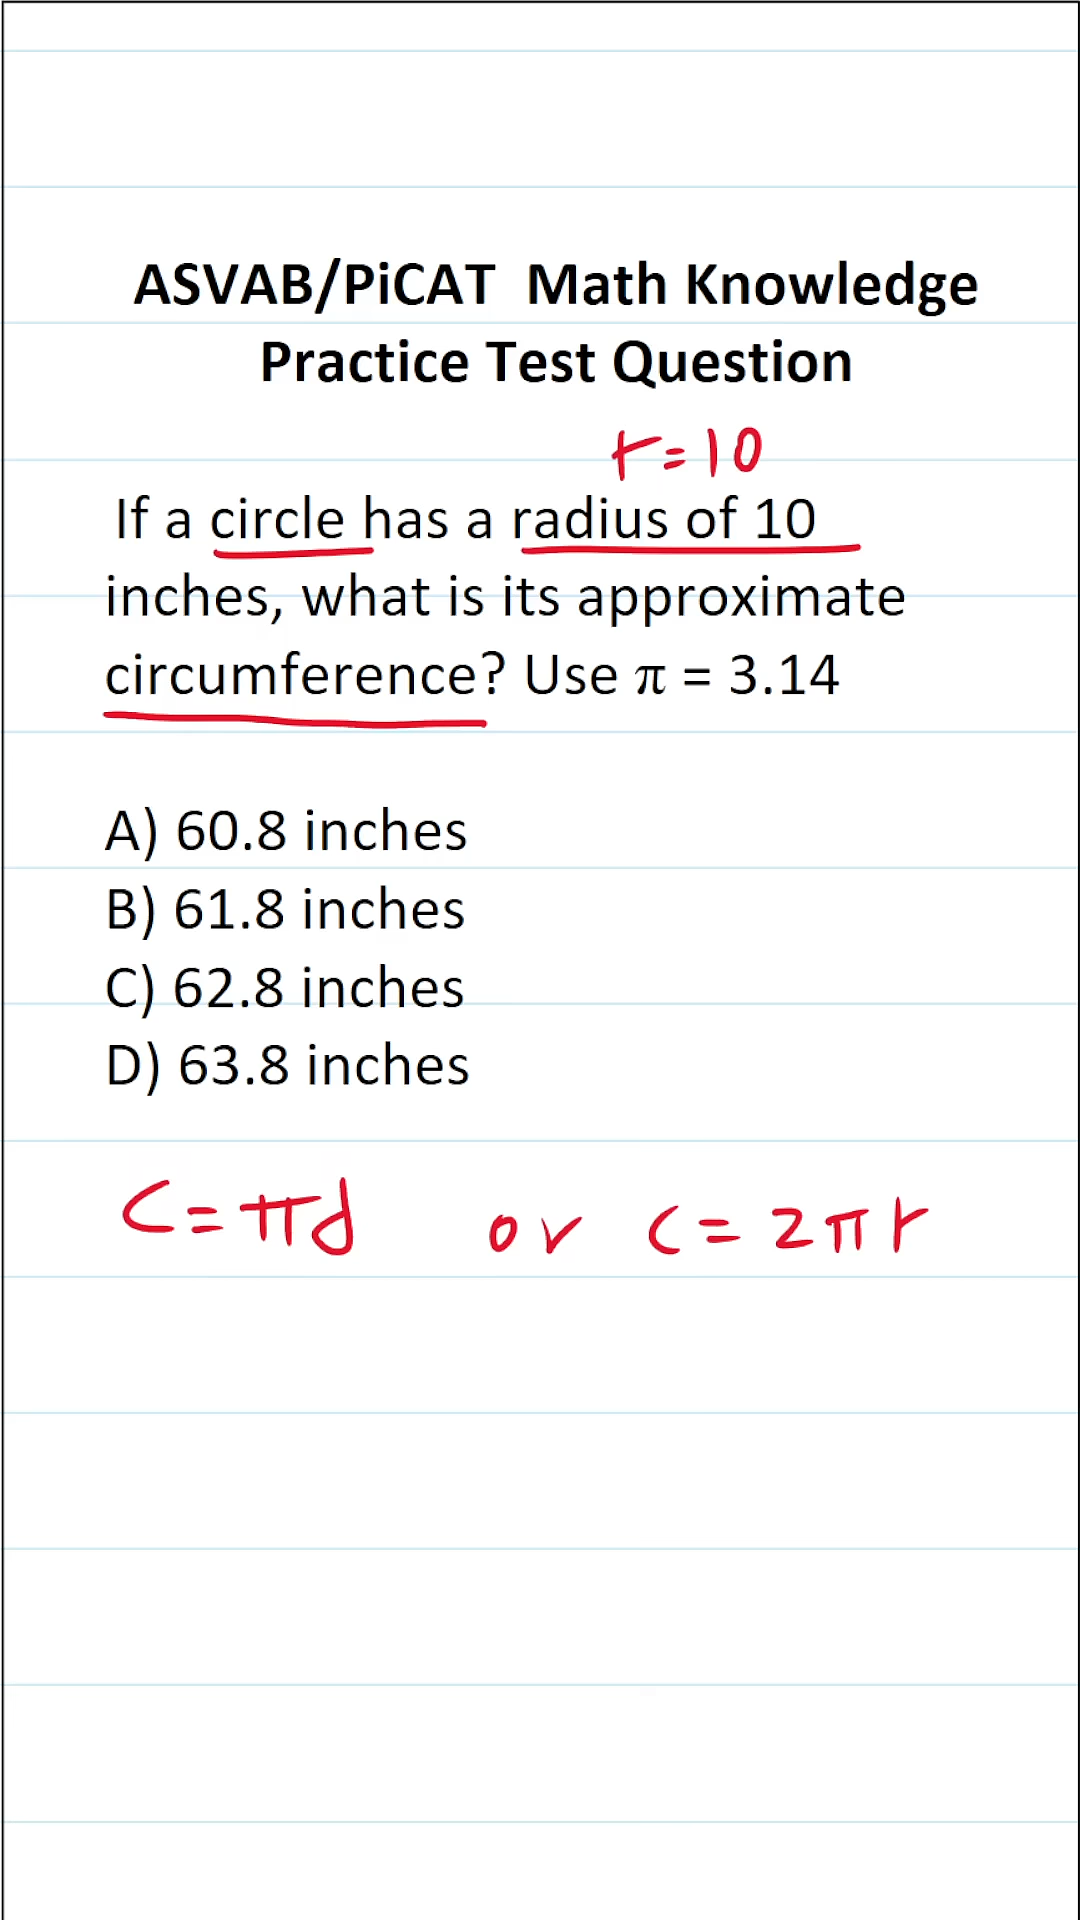 ASVAB/PiCAT Math Knowledge
Practice Test Question
r=10
If a circle has a radius of 10
inches, what is its approximate
circumference? Use π = 3.14
A) 60.8 inches
B) 61.8 inches
C) 62.8 inches
D) 63.8 inches
C=πd or C=2πr